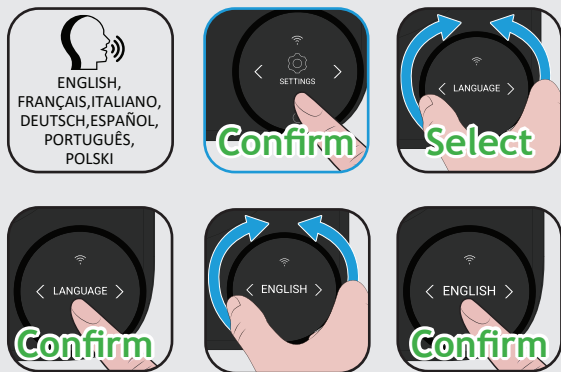 ENGLISH,
FRANÇAIS,ITALIANO,
DEUTSCH,ESPAÑOL,
PORTUGUÊS,
POLSKI
SETTINGS
Confirm
LANGUAGE
Select
LANGUAGE
Confirm
ENGLISH
ENGLISH
Confirm